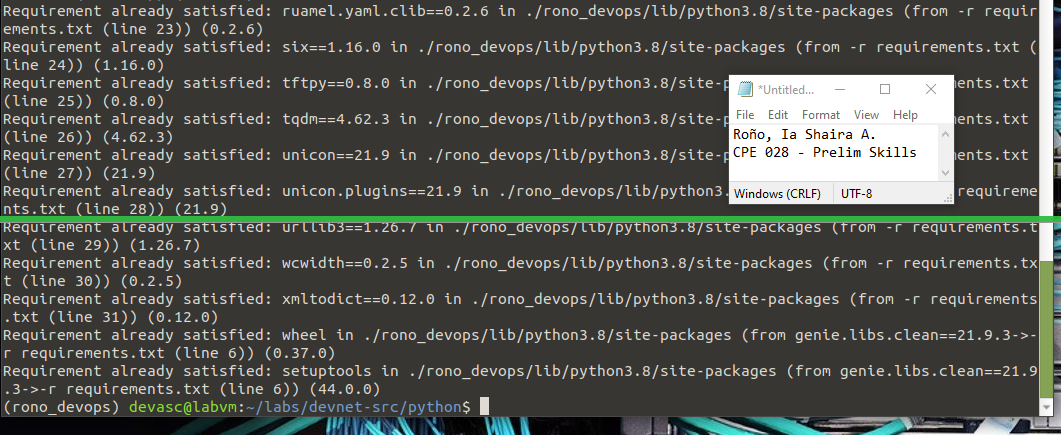 Requirement already satisfied: ruamel.yaml.clib==0.2.6 in ./rono_devops/lib/python3.8/site-packages (from -r requir
ements.txt (line 23)) (0.2.6)
Requirement already satisfied: six==1.16.0 in ./rono_devops/lib/python3.8/site-packages (from -r requirements.txt (
line 24)) (1.16.0)
Requirement already satisfied: tftpy==0.8.0 in ./rono_devops/lib/python3.8/site-p
.txt
(line 25)) (0.8.0)
Requirement already satisfied: tqdm==4.62.3 in ./rono_devops/lib/python3.8/site-pa
.txt
(line 26)) (4.62.3)
Requirement already satisfied: unicon==21.9 in ./rono_devops/lib/python3.8/site-pa
.txt
(line 27)) (21.9)
Requirement already satisfied: unicon.plugins==21.9 in ./rono_devops/lib/python3.
requireme
nts.txt (line 28)) (21.9)
*Untitled...
File Edit Format View Help
Roño, Ia Shaira A.
CPE 028 - Prelim Skills
Windows (CRLF) UTF-8
Requirement already satisfied: urllib3==1.26.7 in ./rono_devops/lib/python3.8/site-packages (from -r requirements.t
xt (line 29)) (1.26.7)
Requirement already satisfied: wcwidth==0.2.5 in ./rono_devops/lib/python3.8/site-packages (from -r requirements.tx
t (line 30)) (0.2.5)
Requirement already satisfied: xmltodict==0.12.0 in ./rono_devops/lib/python3.8/site-packages (from -r requirements
.txt (line 31)) (0.12.0)
Requirement already satisfied: wheel in ./rono_devops/lib/python3.8/site-packages (from genie.libs.clean==21.9.3->-
r requirements.txt (line 6)) (0.37.0)
Requirement already satisfied: setuptools in ./rono_devops/lib/python3.8/site-packages (from genie.libs.clean==21.9
.3->-r requirements.txt (line 6)) (44.0.0)
(rono_devops) devasc@labvm:~/labs/devnet-src/python$